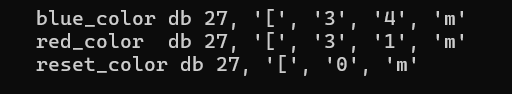 blue_color db 27, '[', '3', '4', 'm'
red_color  db 27, '[', '3', '1', 'm'
reset_color db 27, '[', '0', 'm'